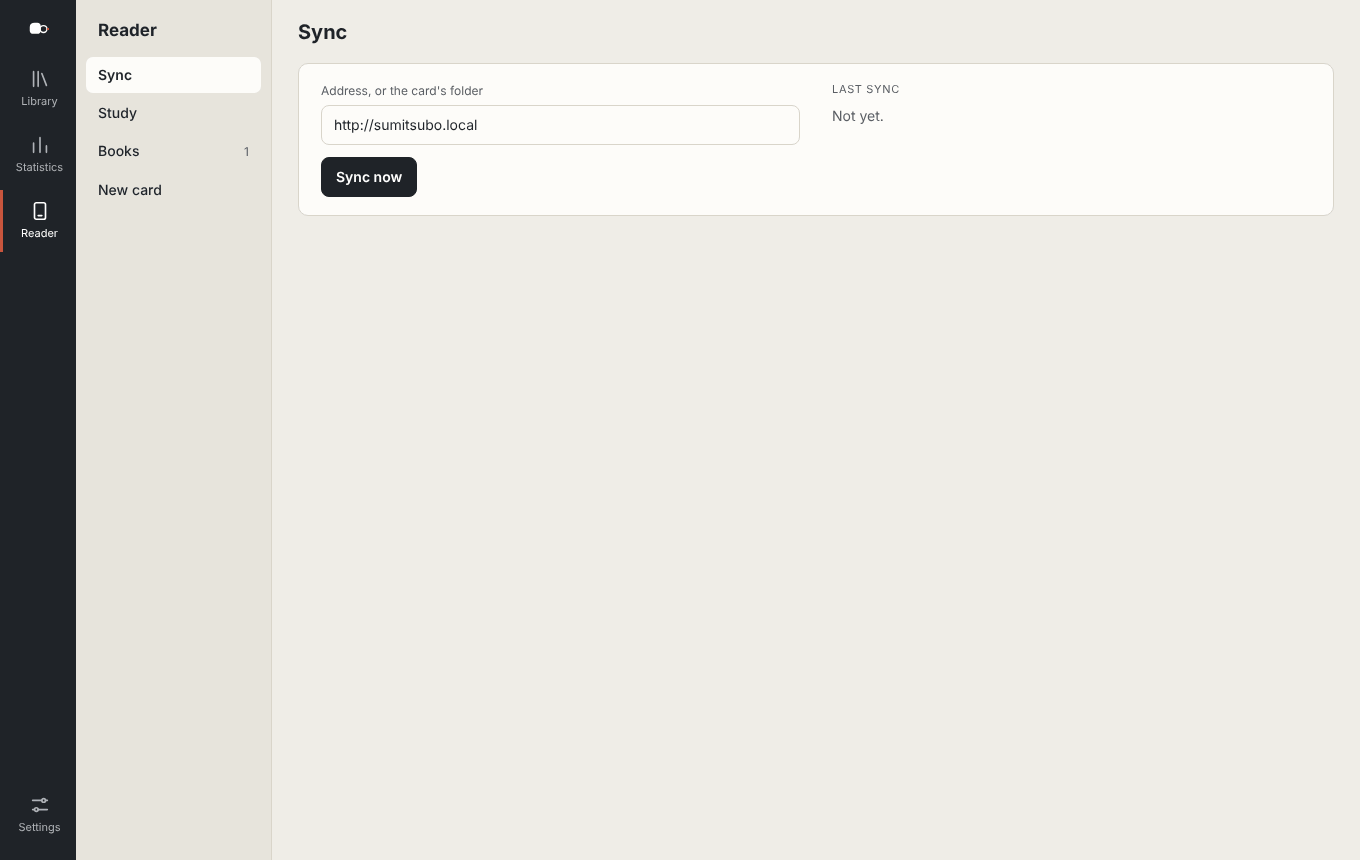 Library
Statistics
Reader
Settings
Reader
Sync
Study
Books 1
New card
Sync
Address, or the card's folder
http://sumitsubo.local
Sync now
LAST SYNC
Not yet.